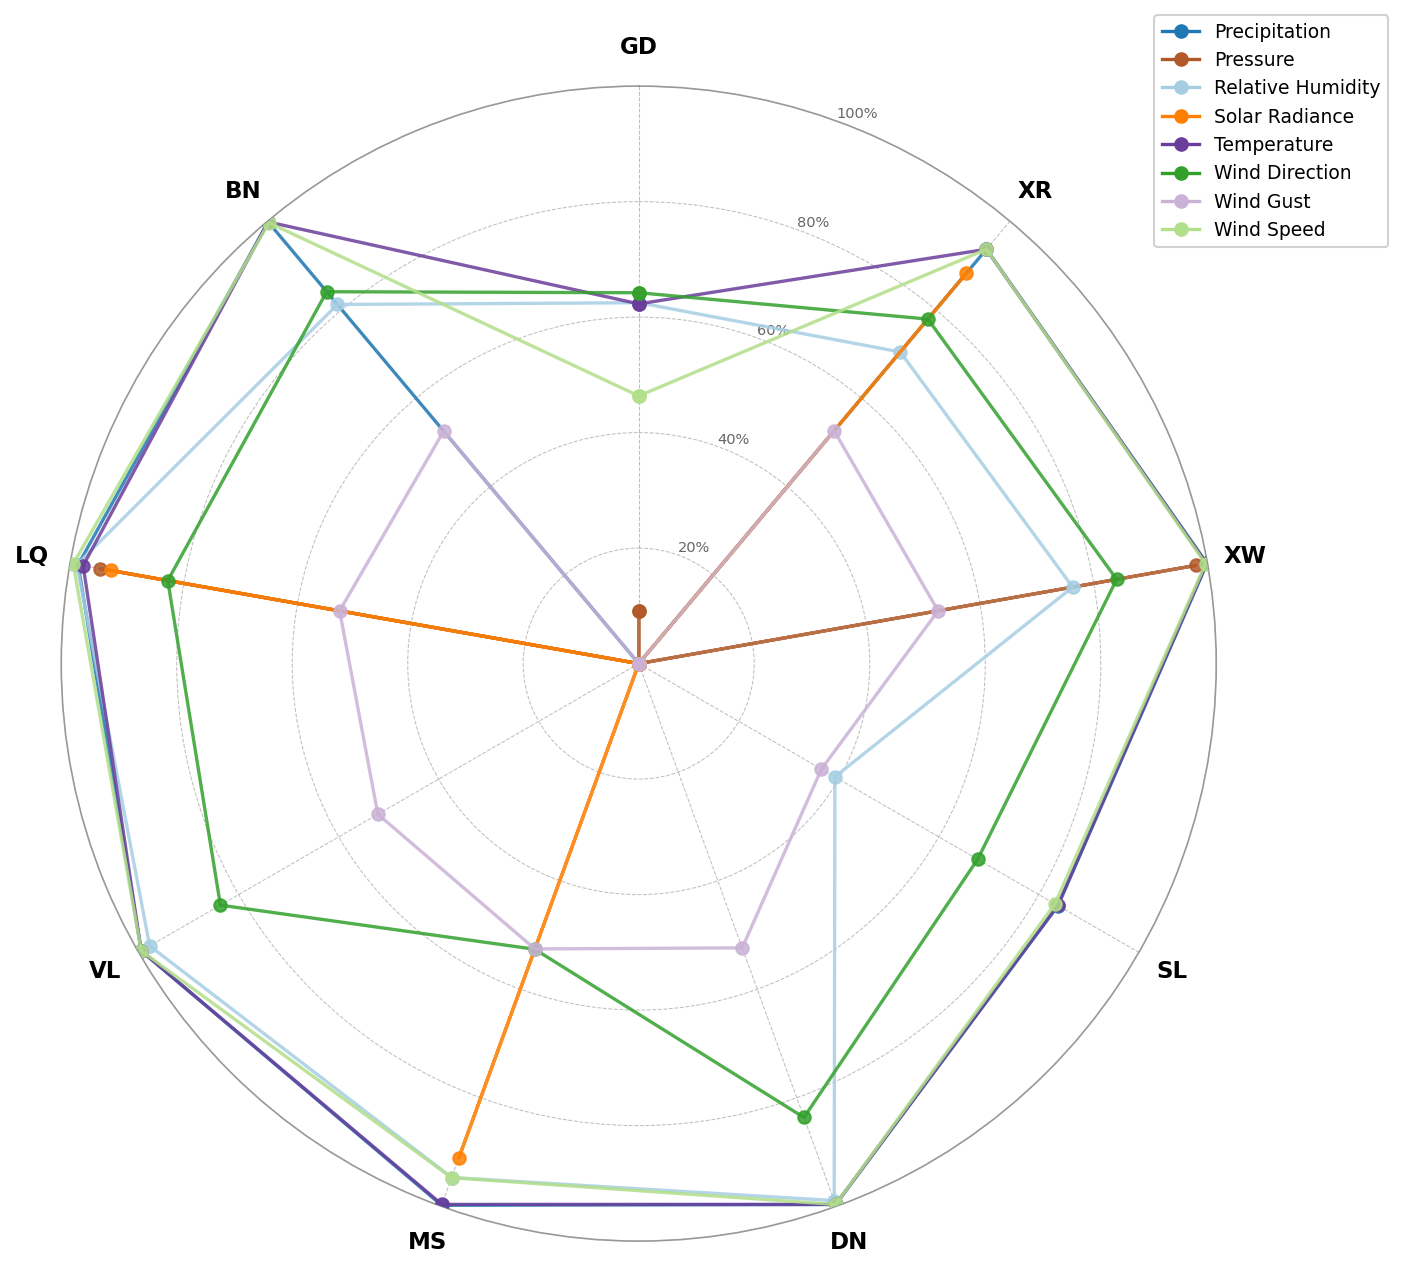 GD
XR
XW
SL
DN
MS
VL
LQ
BN
100%
80%
60%
40%
20%
Precipitation
Pressure
Relative Humidity
Solar Radiance
Temperature
Wind Direction
Wind Gust
Wind Speed